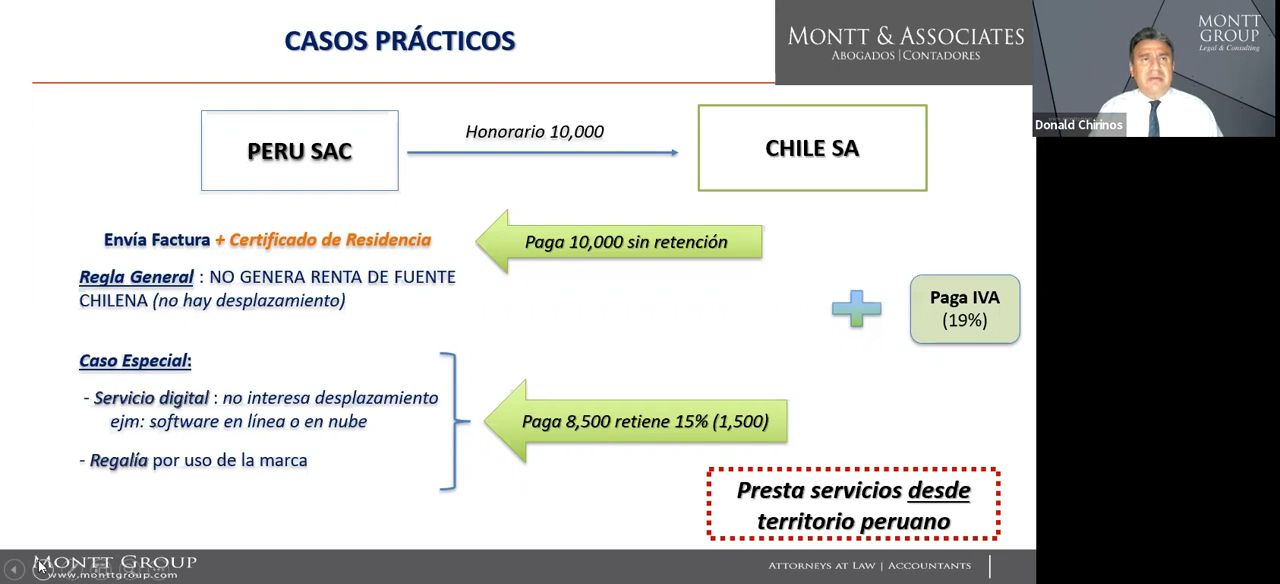 CASOS PRÁCTICOS
MONTT & ASSOCIATES
ABOGADOS | CONTADORES
MONTT
GROUP
Legal & Consulting
Donald Chirinos
PERU SAC
Honorario 10,000
CHILE SA
Envía Factura + Certificado de Residencia
Paga 10,000 sin retención
Regla General : NO GENERA RENTA DE FUENTE
CHILENA (no hay desplazamiento)
Paga IVA
(19%)
Caso Especial:
- Servicio digital : no interesa desplazamiento
ejm: software en línea o en nube
Paga 8,500 retiene 15% (1,500)
- Regalía por uso de la marca
Presta servicios desde
territorio peruano
MONTT GROUP
www.monttgroup.com
ATTORNEYS AT LAW | ACCOUNTANTS